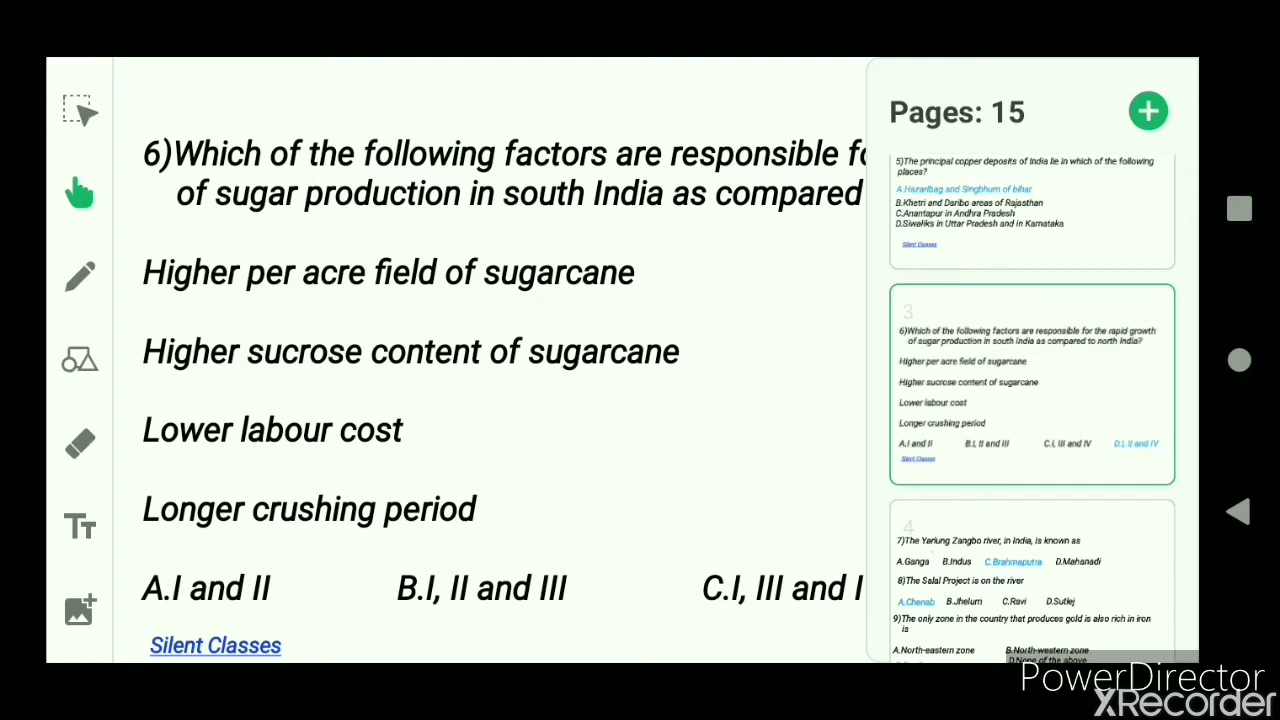 6)Which of the following factors are responsible fo
of sugar production in south India as compared
Higher per acre field of sugarcane
Higher sucrose content of sugarcane
Lower labour cost
Longer crushing period
A.I and II B.I, II and III C.I, III and I
Silent Classes
TT
Pages: 15
5)The principal copper deposits of India lie in which of the following
places?
A.Hazaribag and Singbhum of bihar
B.Khetri and Daribo areas of Rajasthan
C.Anantapur in Andhra Pradesh
D.Siwaliks in Uttar Pradesh and in Karnataka
Silent Classes
3
6)Which of the following factors are responsible for the rapid growth
of sugar production in south India as compared to north India?
Higher per acre field of sugarcane
Higher sucrose content of sugarcane
Lower labour cost
Longer crushing period
A.I and II B.I, II and III C.I, III and IV D.I, II and IV
Silent Classes
4
7)The Yarlung Zangbo river, in India, is known as
A.Ganga B.Indus C.Brahmaputra D.Mahanadi
8)The Salal Project is on the river
A.Chenab B.Jhelum C.Ravi D.Sutlej
9)The only zone in the country that produces gold is also rich in iron
is
A.North-eastern zone B.North-western zone
D.None of the above
PowerDirector
XRecorder